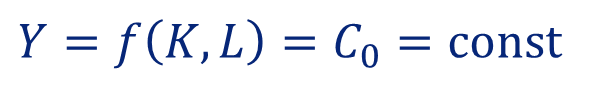 Y = f(K, L) = C₀ = const